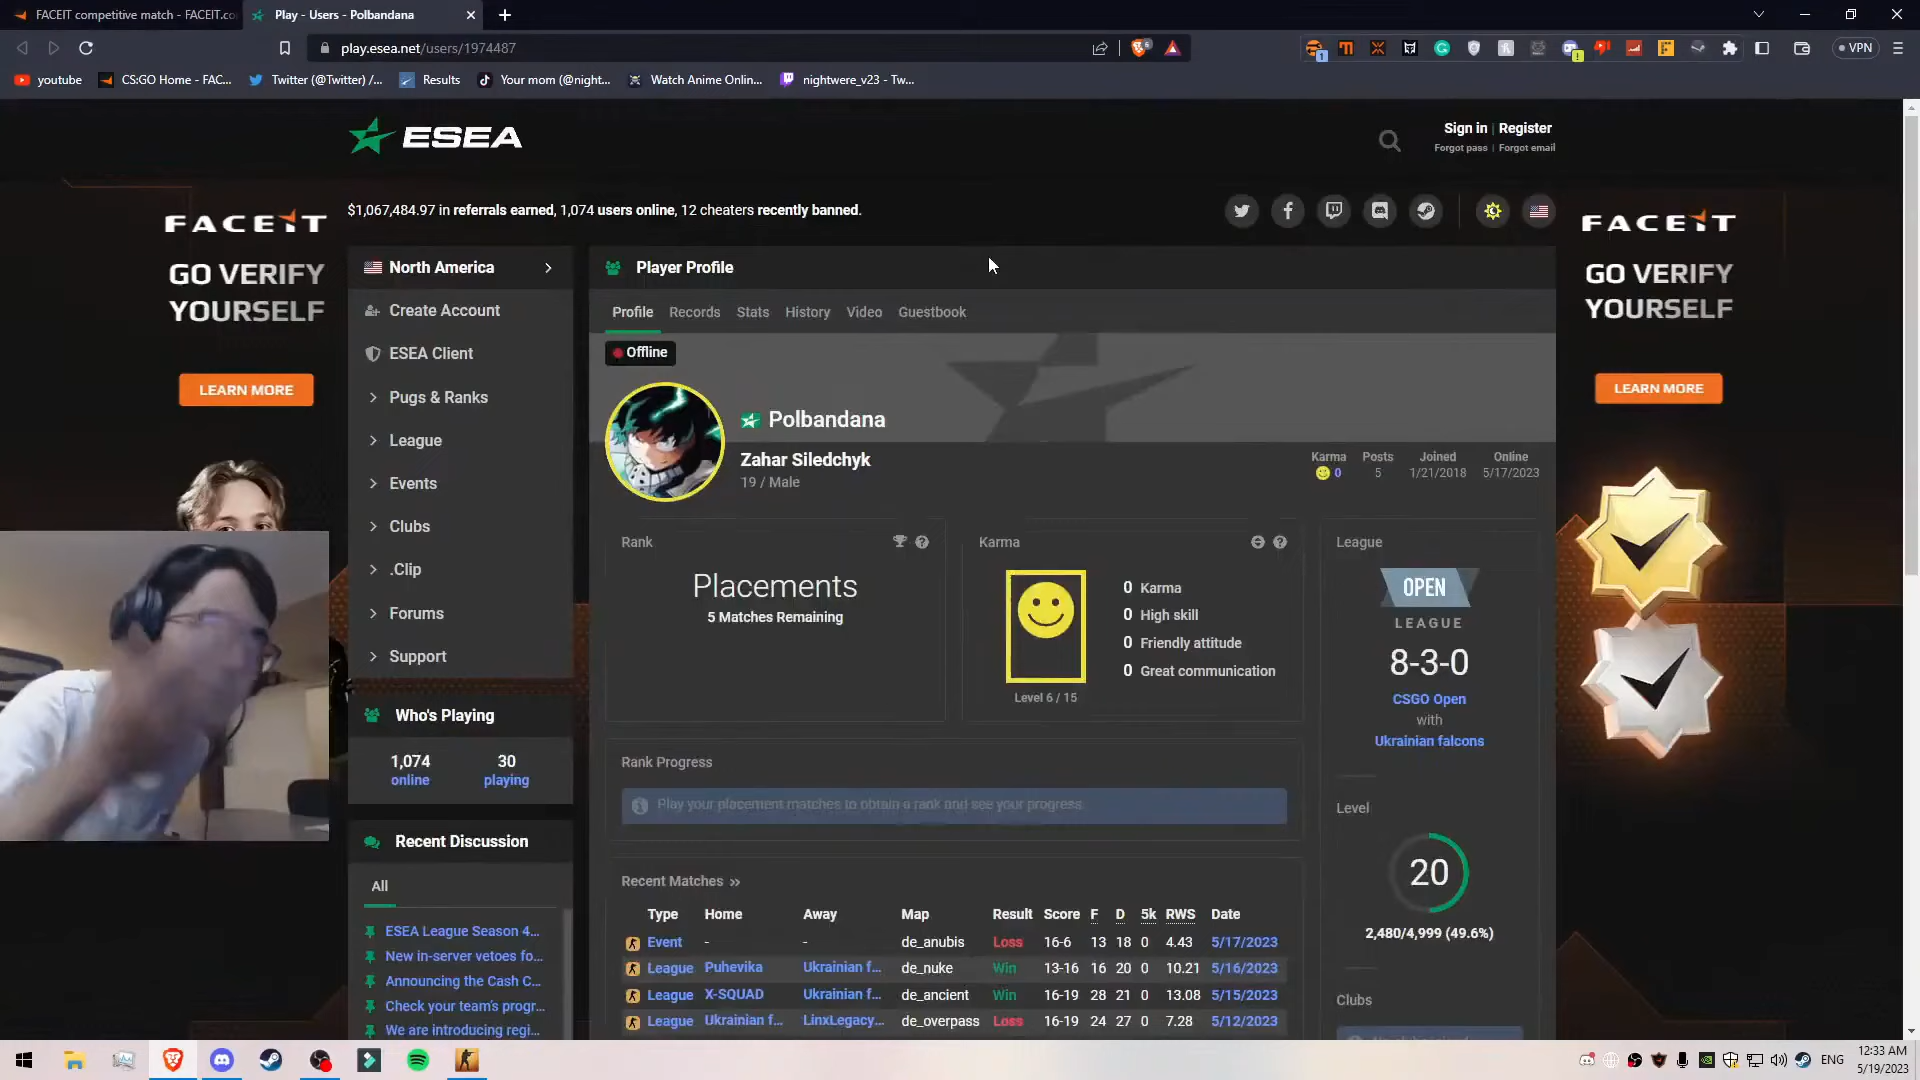 FACEIT competitive match - FACEIT.co
Play - Users - Polbandana
play.esea.net/users/1974487
VPN
youtube
CS:GO Home - FAC...
Twitter (@Twitter) /...
Results
Your mom (@night...
Watch Anime Onlin...
nightwere_v23 - Tw...
ESEA
Sign in | Register
Forgot pass | Forgot email
$1,067,484.97 in referrals earned, 1,074 users online, 12 cheaters recently banned.
FACEIT
GO VERIFY
YOURSELF
LEARN MORE
FACEIT
GO VERIFY
YOURSELF
LEARN MORE
North America
Create Account
ESEA Client
Pugs & Ranks
League
Events
Clubs
.Clip
Forums
Support
Who's Playing
1,074 30
online playing
Recent Discussion
All
ESEA League Season 4...
New in-server vetoes fo...
Announcing the Cash C...
Check your team's progr...
We are introducing regi...
Player Profile
Profile Records Stats History Video Guestbook
Offline
Polbandana
Zahar Siledchyk
19 / Male
Karma Posts Joined Online
0 5 1/21/2018 5/17/2023
Rank
Placements
5 Matches Remaining
Karma
0 Karma
0 High skill
0 Friendly attitude
0 Great communication
Level 6 / 15
League
OPEN
LEAGUE
8-3-0
CSGO Open
with
Ukrainian falcons
Rank Progress
Play your placement matches to obtain a rank and see your progress.
Level
20
2,480/4,999 (49.6%)
Clubs
Recent Matches »
Type Home Away Map Result Score F D 5k RWS Date
Event - - de_anubis Loss 16-6 13 18 0 4.43 5/17/2023
League Puhevika Ukrainian f... de_nuke Win 13-16 16 20 0 10.21 5/16/2023
League X-SQUAD Ukrainian f... de_ancient Win 16-19 28 21 0 13.08 5/15/2023
League Ukrainian f... LinxLegacy... de_overpass Loss 16-19 24 27 0 7.28 5/12/2023
ENG
12:33 AM
5/19/2023